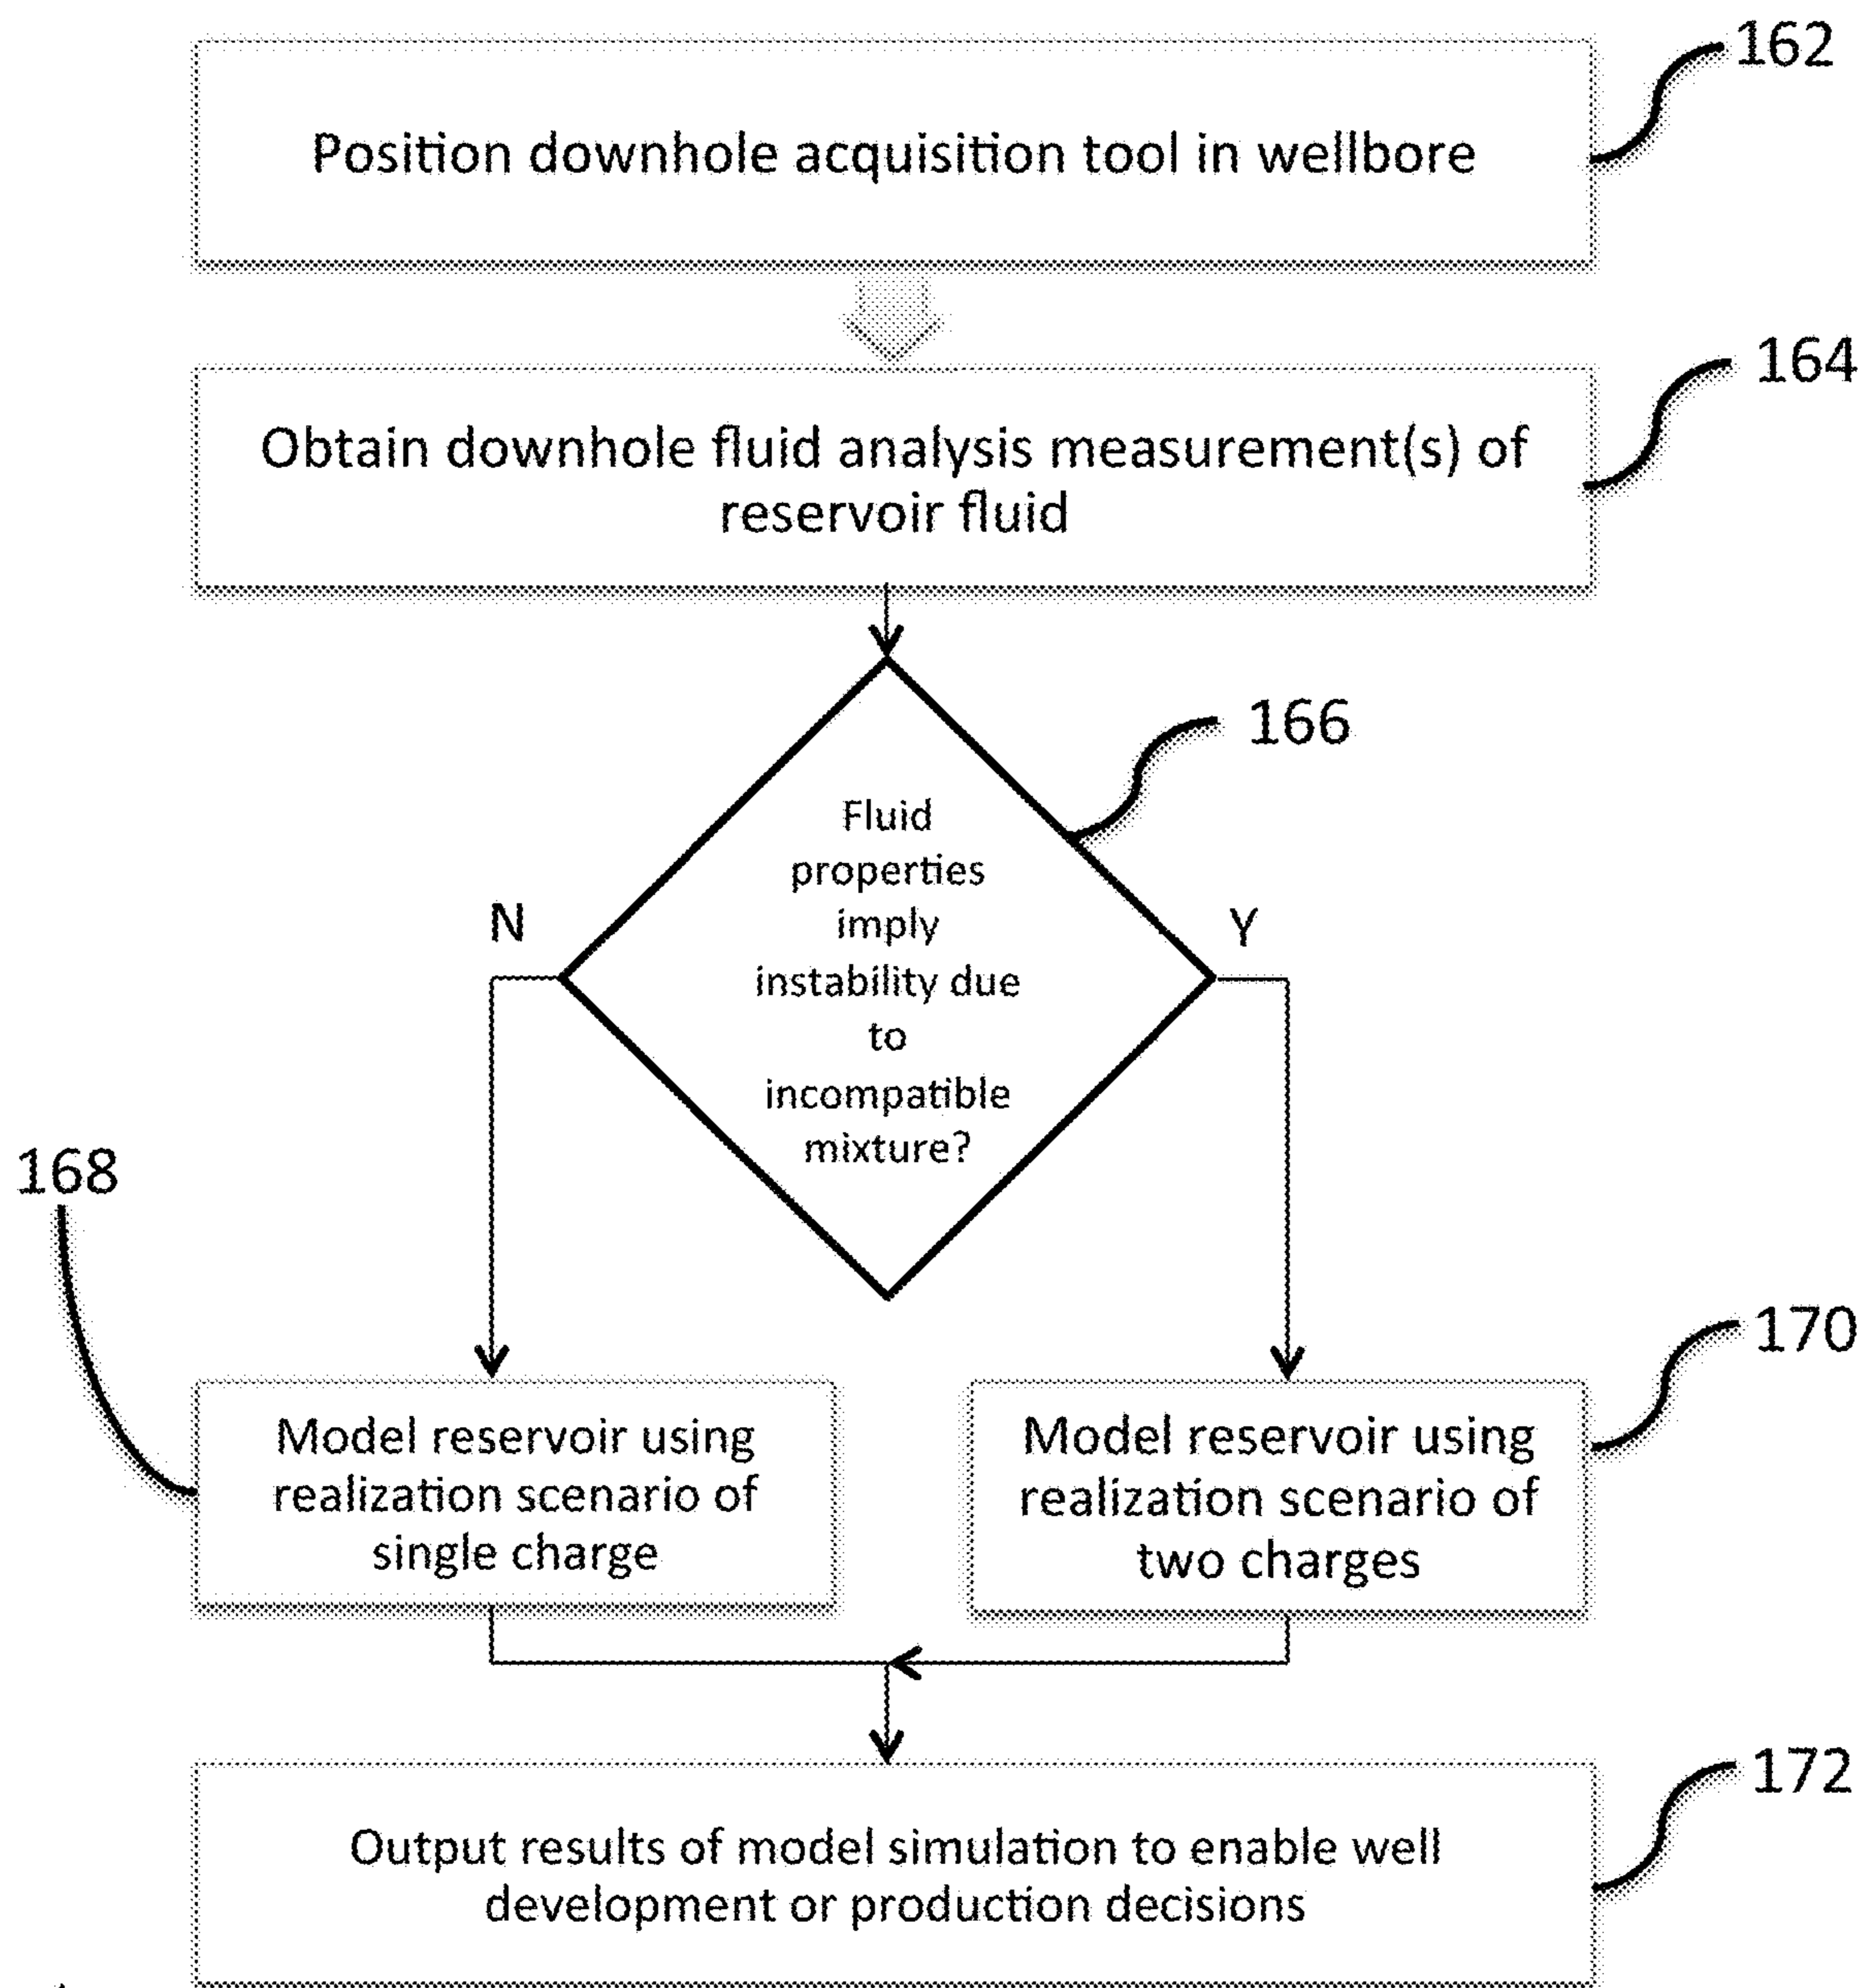 162
Position downhole acquisition tool in wellbore
164
Obtain downhole fluid analysis measurement(s) of
reservoir fluid
166
Fluid
properties
imply
instability due
to
incompatible
mixture?
N
Y
168
170
Model reservoir using
realization scenario of
single charge
Model reservoir using
realization scenario of
two charges
172
Output results of model simulation to enable well
development or production decisions